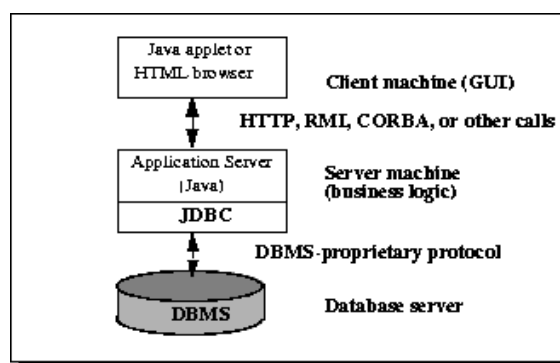 Java applet or
HTML browser
Client machine (GUI)
HTTP, RMI, CORBA, or other calls
Application Server
(Java)
Server machine
(business logic)
JDBC
DBMS-proprietary protocol
DBMS
Database server